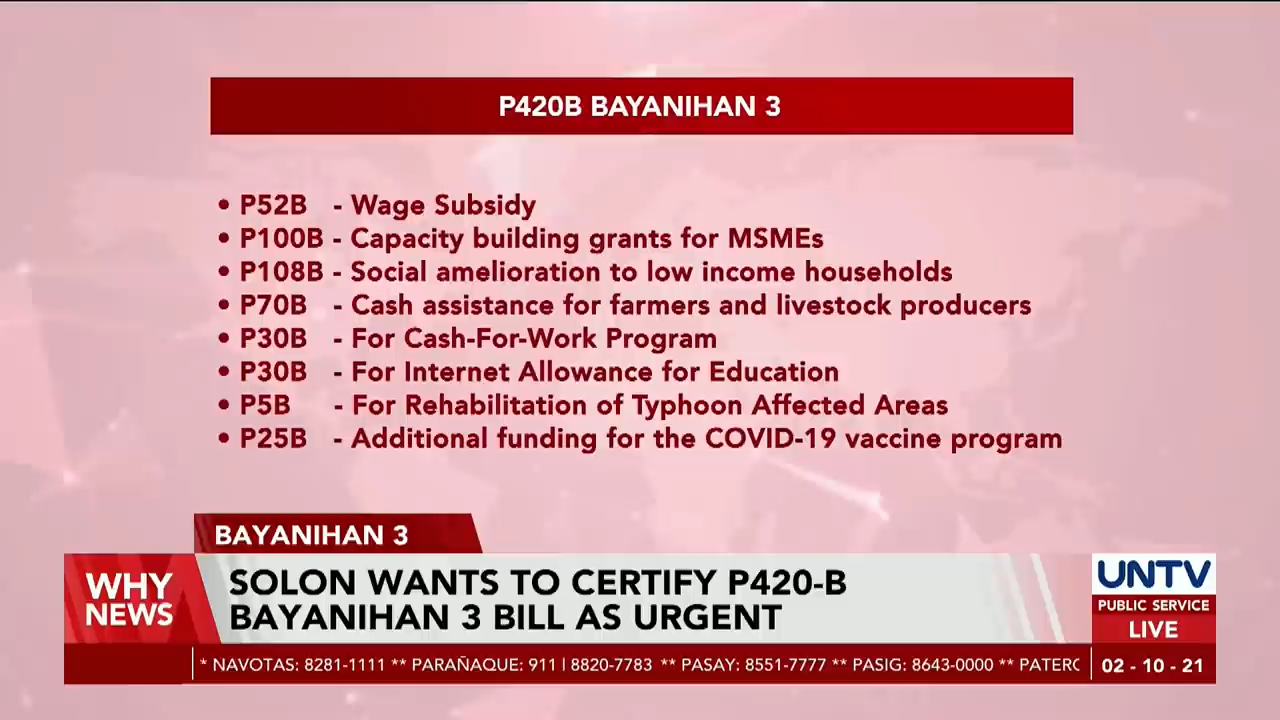 P420B BAYANIHAN 3
• P52B - Wage Subsidy
• P100B - Capacity building grants for MSMEs
• P108B - Social amelioration to low income households
• P70B - Cash assistance for farmers and livestock producers
• P30B - For Cash-For-Work Program
• P30B - For Internet Allowance for Education
• P5B - For Rehabilitation of Typhoon Affected Areas
• P25B - Additional funding for the COVID-19 vaccine program
BAYANIHAN 3
WHY
NEWS
SOLON WANTS TO CERTIFY P420-B
BAYANIHAN 3 BILL AS URGENT
UNTV
PUBLIC SERVICE
LIVE
* NAVOTAS: 8281-1111 ** PARAÑAQUE: 911 | 8820-7783 ** PASAY: 8551-7777 ** PASIG: 8643-0000 ** PATERO
02 - 10 - 21